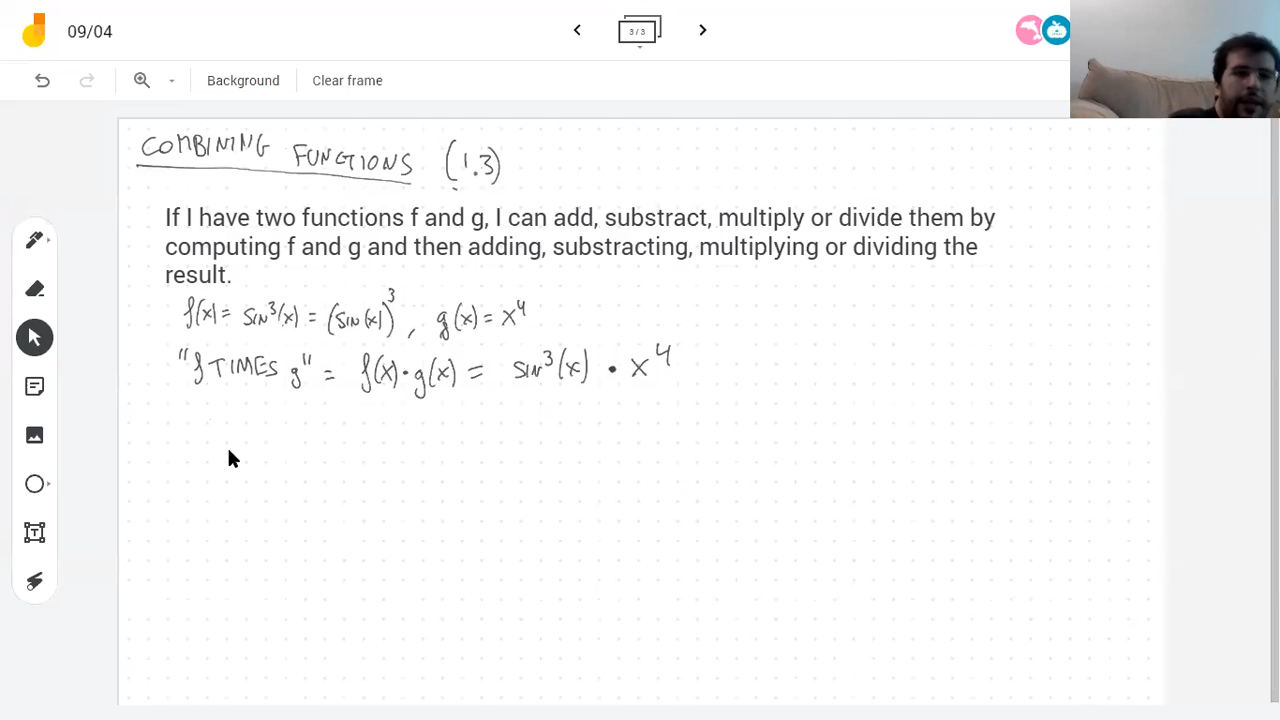 09/04
3 / 3
Background
Clear frame
COMBINING FUNCTIONS (1.3)
If I have two functions f and g, I can add, substract, multiply or divide them by
computing f and g and then adding, substracting, multiplying or dividing the
result.
f(x) = sin³(x) = (sin(x))³, g(x) = x⁴
"f TIMES g" = f(x)·g(x) = sin³(x) · x⁴